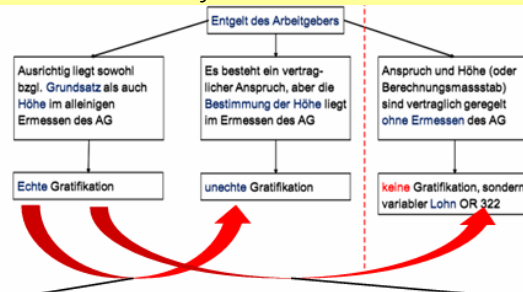 Entgelt des Arbeitgebers
Ausrichtig liegt sowohl
bzgl. Grundsatz als auch
Höhe im alleinigen
Ermessen des AG
Es besteht ein vertrag-
licher Anspruch, aber die
Bestimmung der Höhe liegt
im Ermessen des AG
Anspruch und Höhe (oder
Berechnungsmassstab)
sind vertraglich geregelt
ohne Ermessen des AG
Echte Gratifikation
unechte Gratifikation
keine Gratifikation, sondern
variabler Lohn OR 322